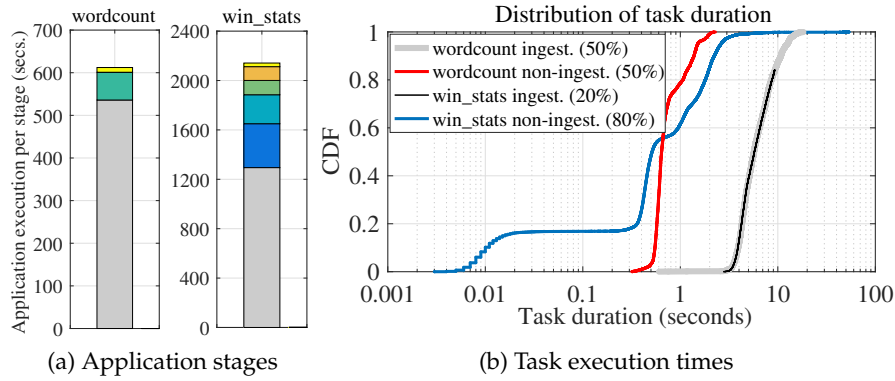 wordcount
win_stats
Application execution per stage (secs.)
700
600
500
400
300
200
100
0
2400
2000
1600
1200
800
400
0
(a) Application stages
Distribution of task duration
CDF
1
0.8
0.6
0.4
0.2
0
wordcount ingest. (50%)
wordcount non-ingest. (50%)
win_stats ingest. (20%)
win_stats non-ingest. (80%)
0.001 0.01 0.1 1 10 100
Task duration (seconds)
(b) Task execution times